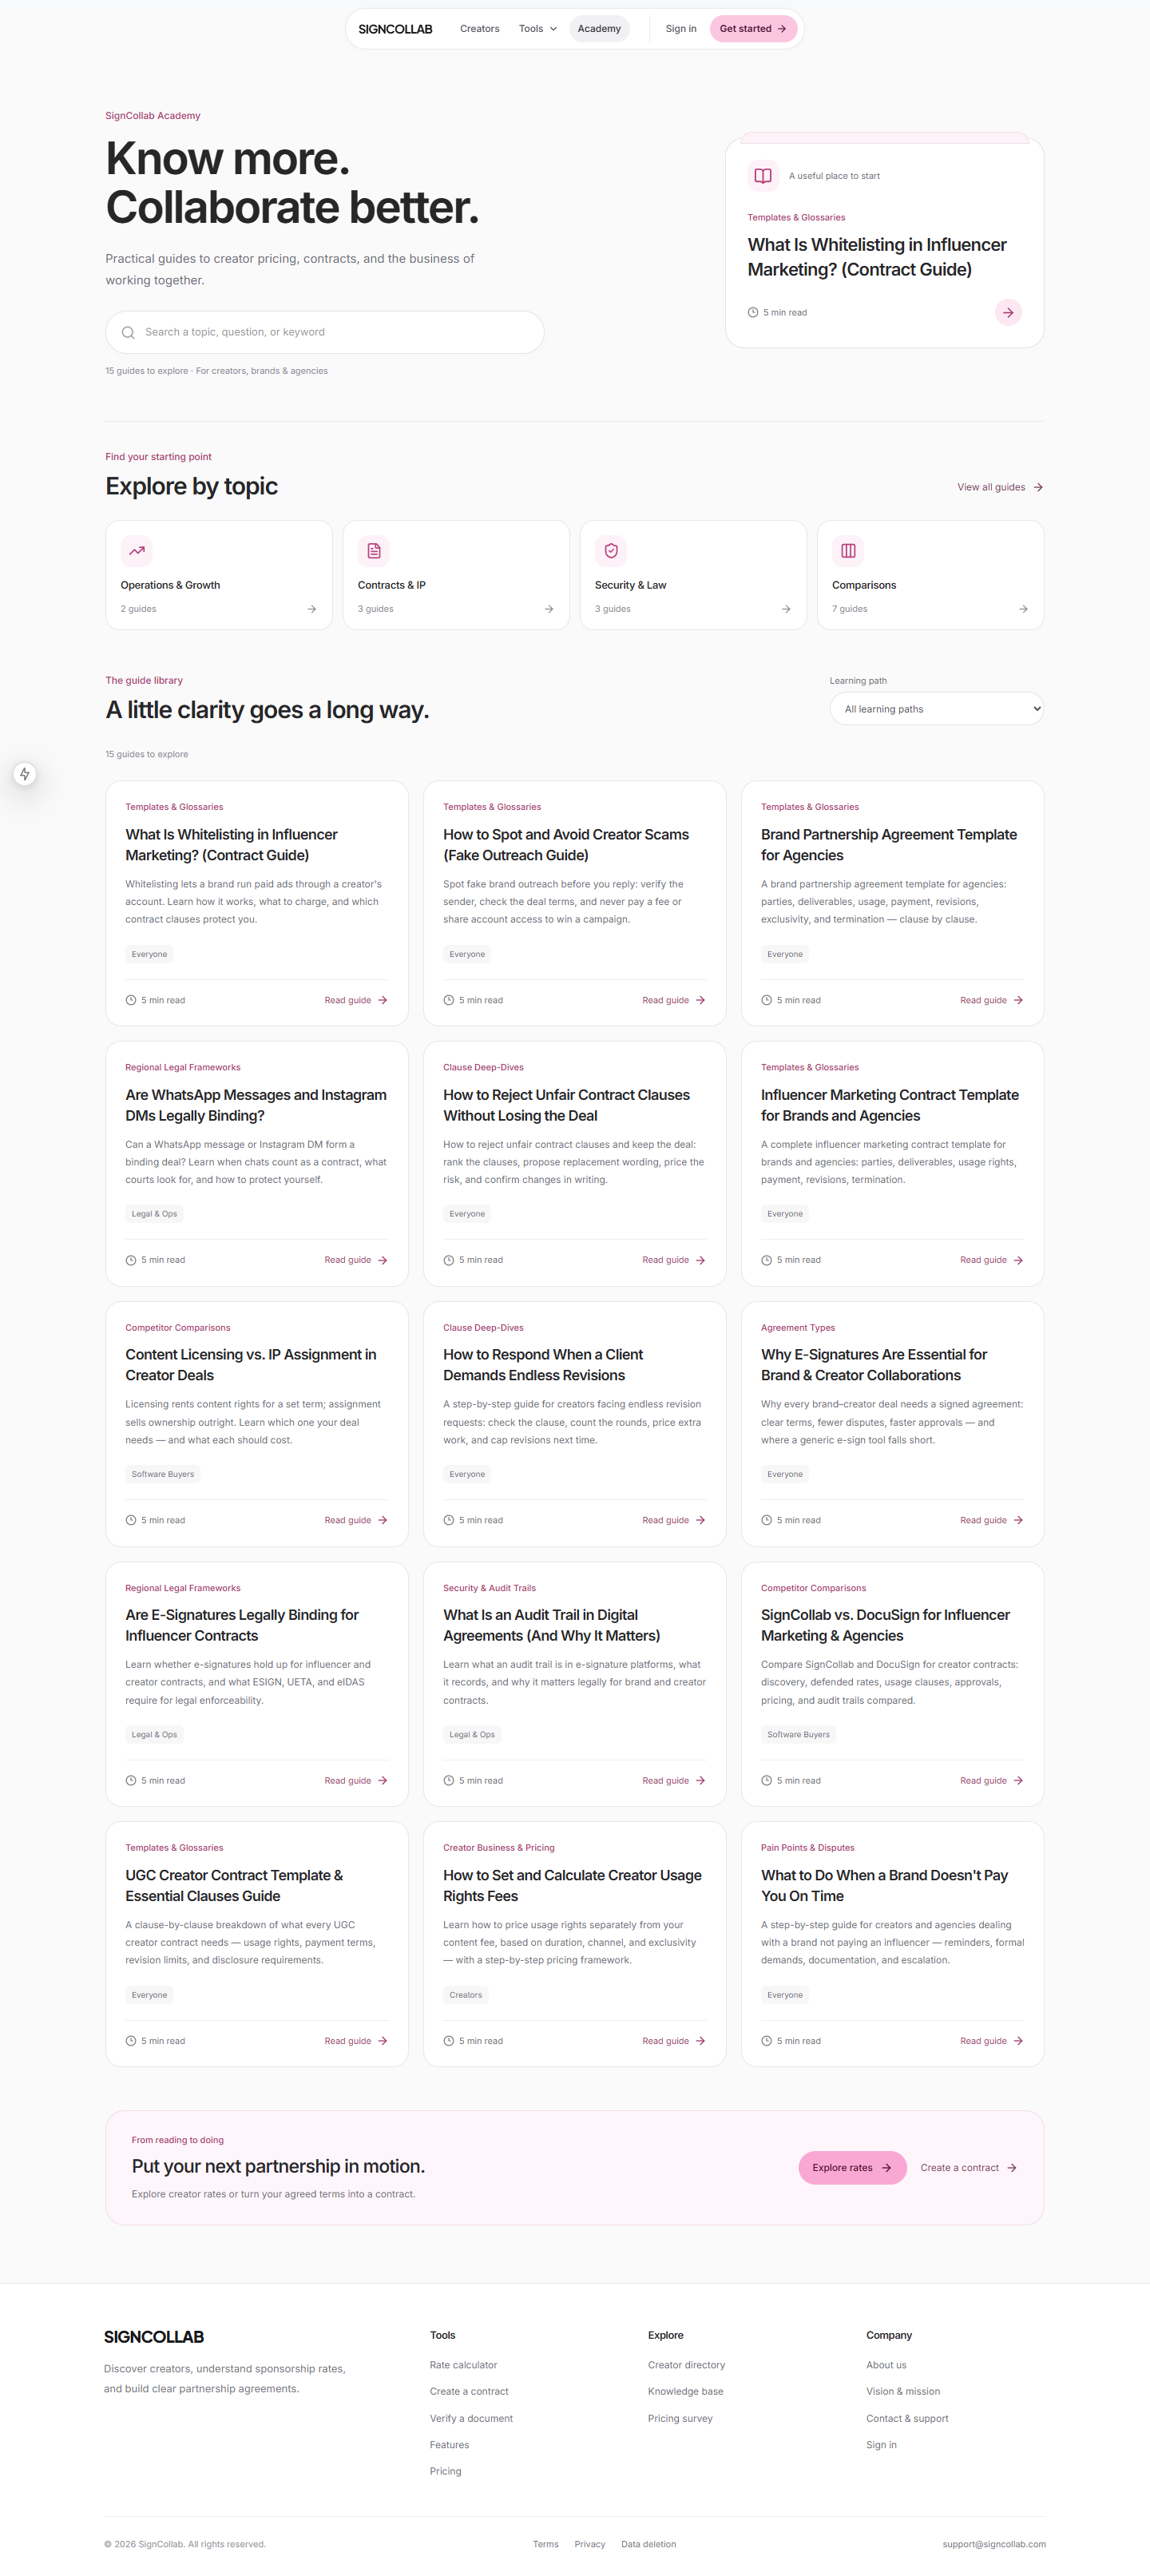 SIGNCOLLAB
Creators
Tools
Academy
Sign in
Get started
SignCollab Academy
Know more.
Collaborate better.
Practical guides to creator pricing, contracts, and the business of
working together.
Search a topic, question, or keyword
15 guides to explore · For creators, brands & agencies
A useful place to start
Templates & Glossaries
What Is Whitelisting in Influencer
Marketing? (Contract Guide)
5 min read
Find your starting point
Explore by topic
View all guides
Operations & Growth
2 guides
Contracts & IP
3 guides
Security & Law
3 guides
Comparisons
7 guides
The guide library
A little clarity goes a long way.
Learning path
All learning paths
15 guides to explore
Templates & Glossaries
What Is Whitelisting in Influencer
Marketing? (Contract Guide)
Whitelisting lets a brand run paid ads through a creator's
account. Learn how it works, what to charge, and which
contract clauses protect you.
Everyone
5 min read
Read guide
Templates & Glossaries
How to Spot and Avoid Creator Scams
(Fake Outreach Guide)
Spot fake brand outreach before you reply: verify the
sender, check the deal terms, and never pay a fee or
share account access to win a campaign.
Everyone
5 min read
Read guide
Templates & Glossaries
Brand Partnership Agreement Template
for Agencies
A brand partnership agreement template for agencies:
parties, deliverables, usage, payment, revisions,
exclusivity, and termination — clause by clause.
Everyone
5 min read
Read guide
Regional Legal Frameworks
Are WhatsApp Messages and Instagram
DMs Legally Binding?
Can a WhatsApp message or Instagram DM form a
binding deal? Learn when chats count as a contract, what
courts look for, and how to protect yourself.
Legal & Ops
5 min read
Read guide
Clause Deep-Dives
How to Reject Unfair Contract Clauses
Without Losing the Deal
How to reject unfair contract clauses and keep the deal:
rank the clauses, propose replacement wording, price the
risk, and confirm changes in writing.
Everyone
5 min read
Read guide
Templates & Glossaries
Influencer Marketing Contract Template
for Brands and Agencies
A complete influencer marketing contract template for
brands and agencies: parties, deliverables, usage rights,
payment, revisions, termination.
Everyone
5 min read
Read guide
Competitor Comparisons
Content Licensing vs. IP Assignment in
Creator Deals
Licensing rents content rights for a set term; assignment
sells ownership outright. Learn which one your deal
needs — and what each should cost.
Software Buyers
5 min read
Read guide
Clause Deep-Dives
How to Respond When a Client
Demands Endless Revisions
A step-by-step guide for creators facing endless revision
requests: check the clause, count the rounds, price extra
work, and cap revisions next time.
Everyone
5 min read
Read guide
Agreement Types
Why E-Signatures Are Essential for
Brand & Creator Collaborations
Why every brand–creator deal needs a signed agreement:
clear terms, fewer disputes, faster approvals — and
where a generic e-sign tool falls short.
Everyone
5 min read
Read guide
Regional Legal Frameworks
Are E-Signatures Legally Binding for
Influencer Contracts
Learn whether e-signatures hold up for influencer and
creator contracts, and what ESIGN, UETA, and eIDAS
require for legal enforceability.
Legal & Ops
5 min read
Read guide
Security & Audit Trails
What Is an Audit Trail in Digital
Agreements (And Why It Matters)
Learn what an audit trail is in e-signature platforms, what
it records, and why it matters legally for brand and creator
contracts.
Legal & Ops
5 min read
Read guide
Competitor Comparisons
SignCollab vs. DocuSign for Influencer
Marketing & Agencies
Compare SignCollab and DocuSign for creator contracts:
discovery, defended rates, usage clauses, approvals,
pricing, and audit trails compared.
Software Buyers
5 min read
Read guide
Templates & Glossaries
UGC Creator Contract Template &
Essential Clauses Guide
A clause-by-clause breakdown of what every UGC
creator contract needs — usage rights, payment terms,
revision limits, and disclosure requirements.
Everyone
5 min read
Read guide
Creator Business & Pricing
How to Set and Calculate Creator Usage
Rights Fees
Learn how to price usage rights separately from your
content fee, based on duration, channel, and exclusivity
— with a step-by-step pricing framework.
Creators
5 min read
Read guide
Pain Points & Disputes
What to Do When a Brand Doesn't Pay
You On Time
A step-by-step guide for creators and agencies dealing
with a brand not paying an influencer — reminders, formal
demands, documentation, and escalation.
Everyone
5 min read
Read guide
From reading to doing
Put your next partnership in motion.
Explore creator rates or turn your agreed terms into a contract.
Explore rates
Create a contract
SIGNCOLLAB
Discover creators, understand sponsorship rates,
and build clear partnership agreements.
Tools
Rate calculator
Create a contract
Verify a document
Features
Pricing
Explore
Creator directory
Knowledge base
Pricing survey
Company
About us
Vision & mission
Contact & support
Sign in
© 2026 SignCollab. All rights reserved.
Terms
Privacy
Data deletion
support@signcollab.com